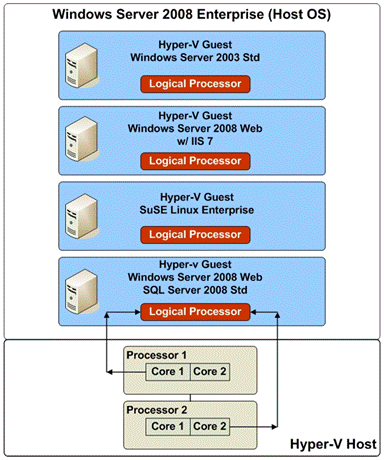 Windows Server 2008 Enterprise (Host OS)
Hyper-V Guest
Windows Server 2003 Std
Logical Processor
Hyper-V Guest
Windows Server 2008 Web
w/ IIS 7
Logical Processor
Hyper-V Guest
SuSE Linux Enterprise
Logical Processor
Hyper-v Guest
Windows Server 2008 Web
SQL Server 2008 Std
Logical Processor
Processor 1
Core 1 Core 2
Processor 2
Core 1 Core 2
Hyper-V Host